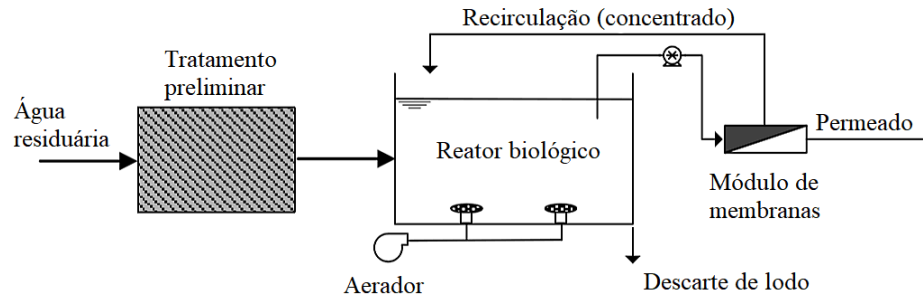 Recirculação (concentrado)
Tratamento
preliminar
Água
residuária
Reator biológico
Permeado
Módulo de
membranas
Aerador
Descarte de lodo